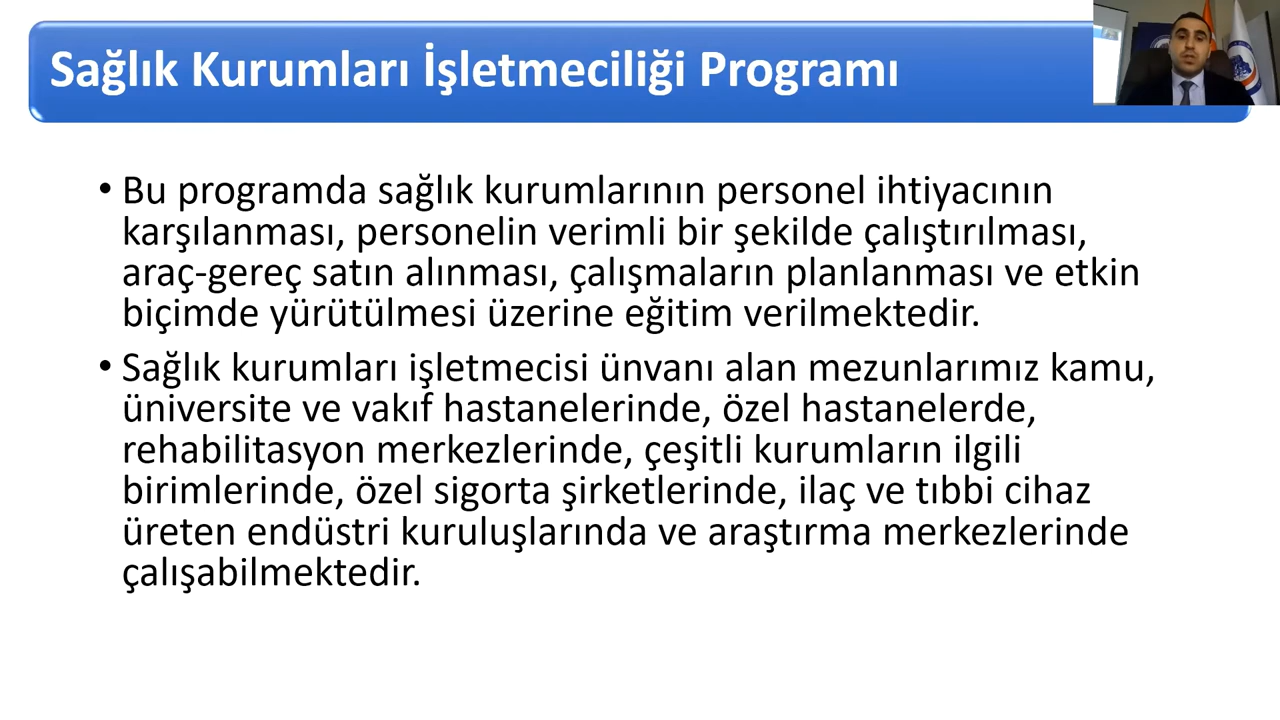 Sağlık Kurumları İşletmeciliği Programı
• Bu programda sağlık kurumlarının personel ihtiyacının
karşılanması, personelin verimli bir şekilde çalıştırılması,
araç-gereç satın alınması, çalışmaların planlanması ve etkin
biçimde yürütülmesi üzerine eğitim verilmektedir.
• Sağlık kurumları işletmecisi ünvanı alan mezunlarımız kamu,
üniversite ve vakıf hastanelerinde, özel hastanelerde,
rehabilitasyon merkezlerinde, çeşitli kurumların ilgili
birimlerinde, özel sigorta şirketlerinde, ilaç ve tıbbi cihaz
üreten endüstri kuruluşlarında ve araştırma merkezlerinde
çalışabilmektedir.